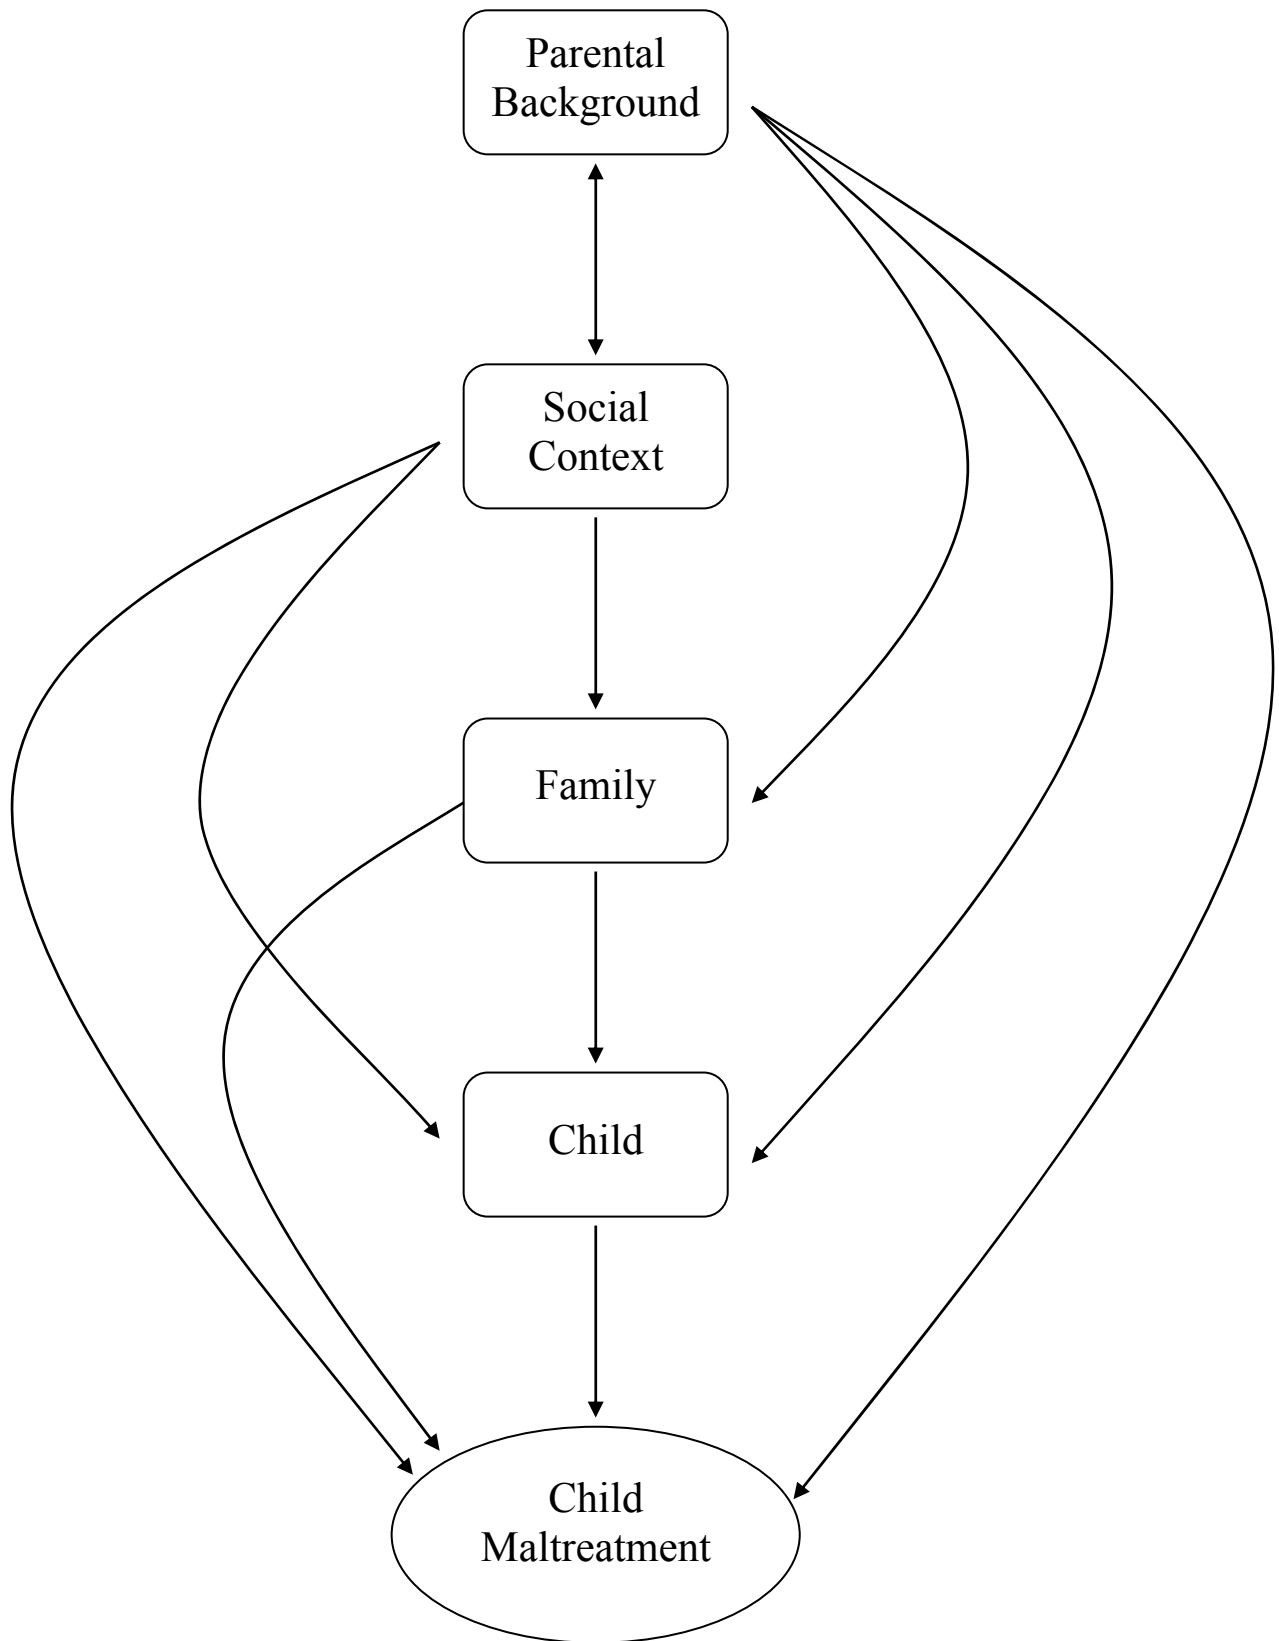 Parental
Background
Social
Context
Family
Child
Child
Maltreatment